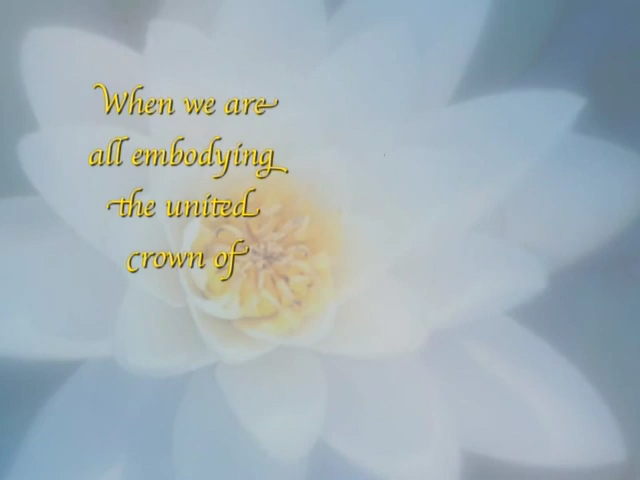 When we are
all embodying
the united
crown of